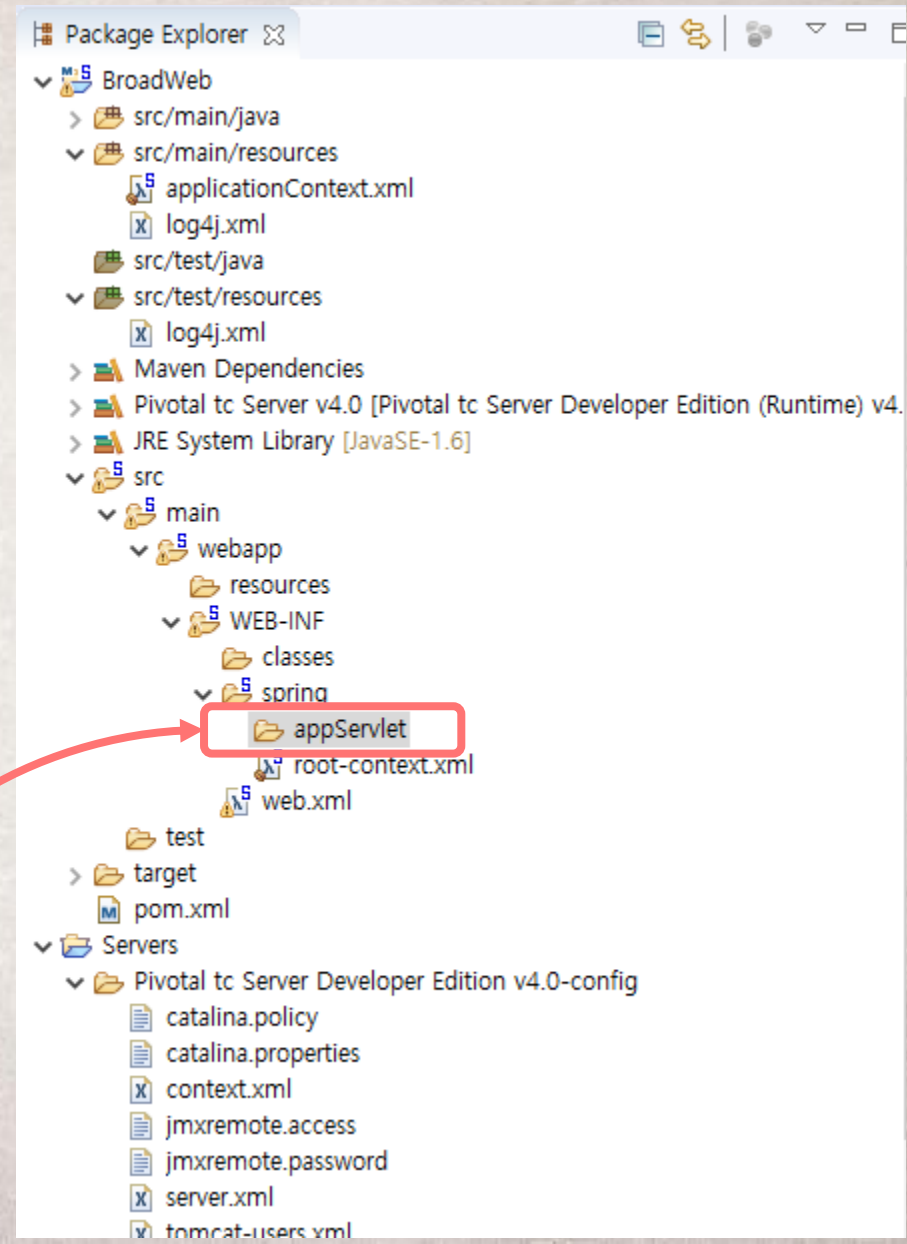 Package Explorer
BroadWeb
src/main/java
src/main/resources
applicationContext.xml
log4j.xml
src/test/java
src/test/resources
log4j.xml
Maven Dependencies
Pivotal tc Server v4.0 [Pivotal tc Server Developer Edition (Runtime) v4.
JRE System Library [JavaSE-1.6]
src
main
webapp
resources
WEB-INF
classes
spring
appServlet
root-context.xml
web.xml
test
target
pom.xml
Servers
Pivotal tc Server Developer Edition v4.0-config
catalina.policy
catalina.properties
context.xml
jmxremote.access
jmxremote.password
server.xml
tomcat-users.xml